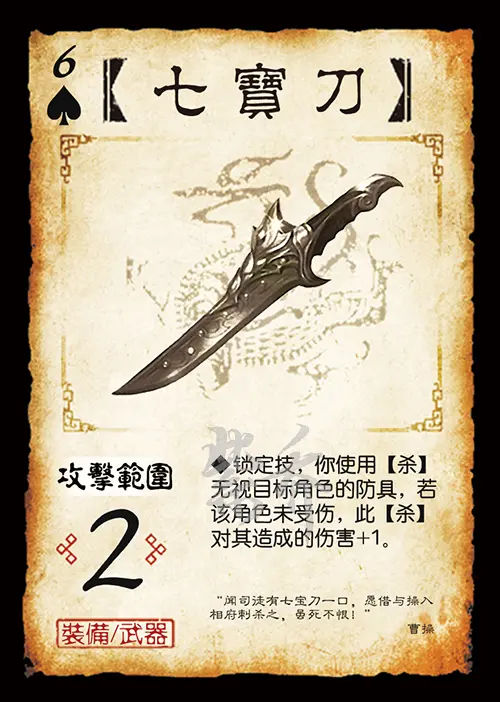 6
【七寶刀】
攻擊範圍
2
装備/武器
◆锁定技，你使用【杀】
无视目标角色的防具，若
该角色未受伤，此【杀】
对其造成的伤害+1。
“闻司徒有七宝刀一口，愿借与操入
相府刺杀之，虽死不恨！”
曹操